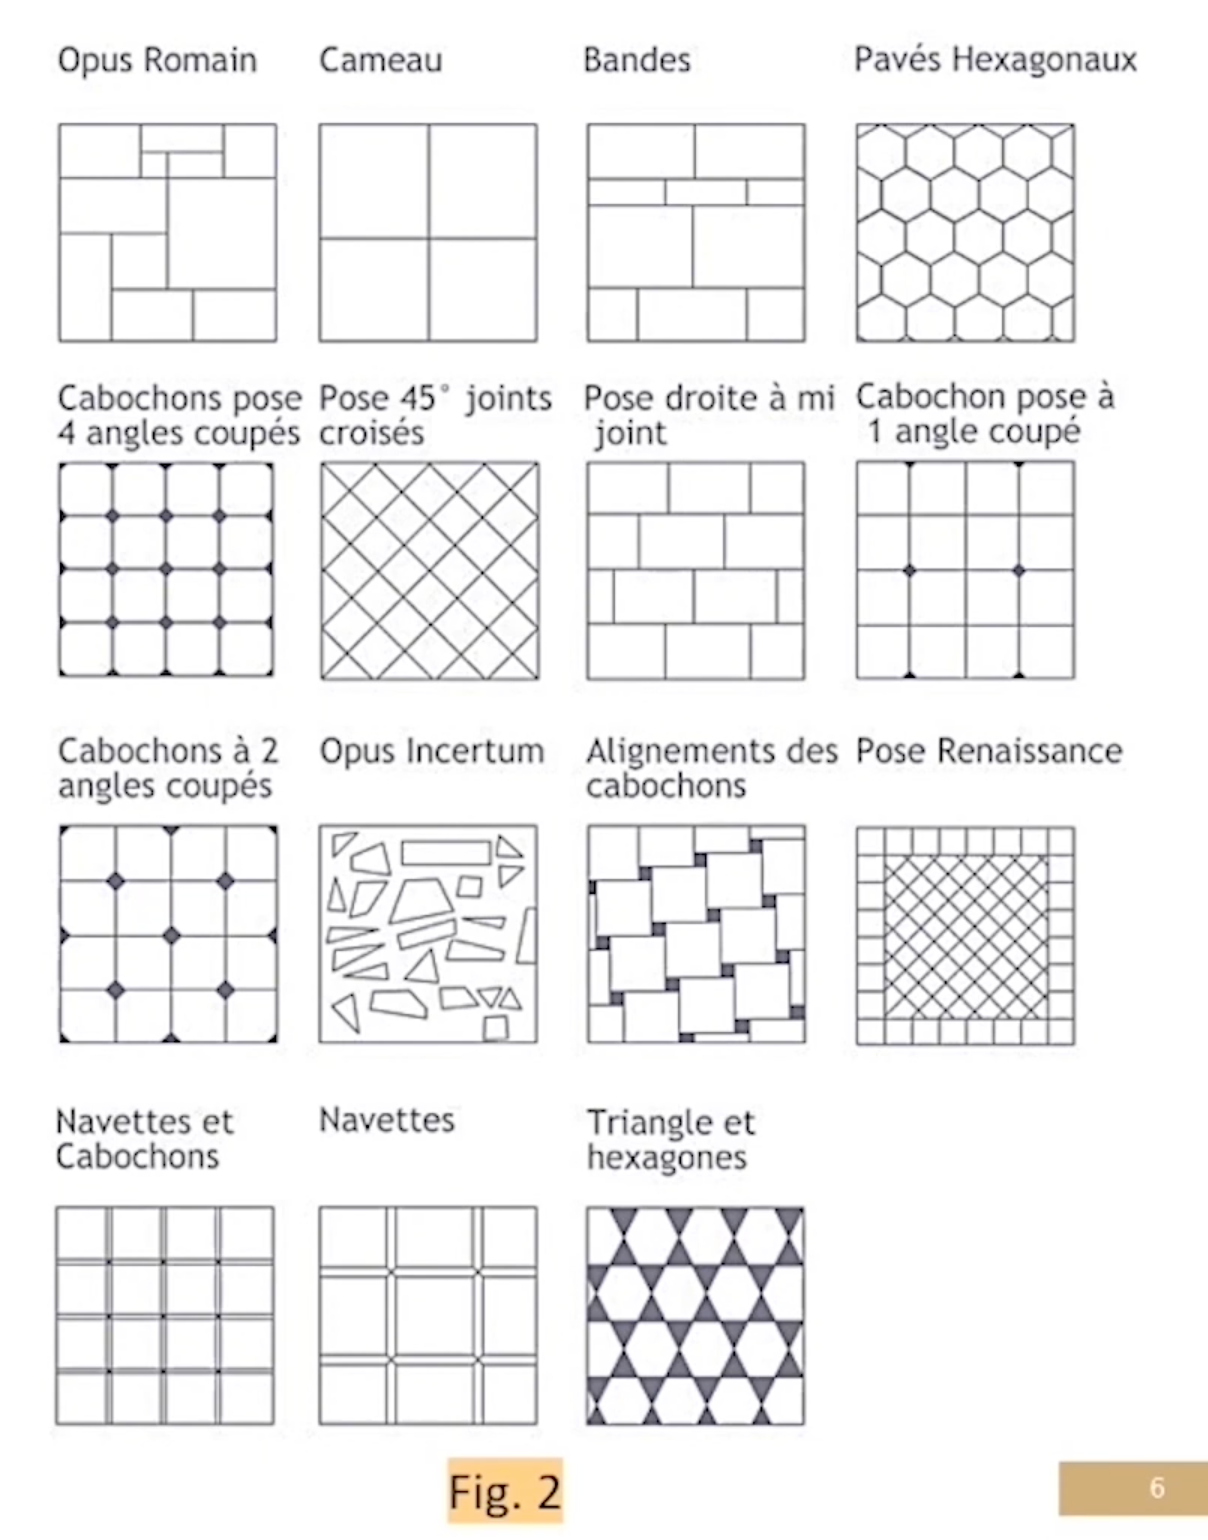 Opus Romain
Cameau
Bandes
Pavés Hexagonaux
Cabochons pose
4 angles coupés
Pose 45° joints
croisés
Pose droite à mi
joint
Cabochon pose à
1 angle coupé
Cabochons à 2
angles coupés
Opus Incertum
Alignements des
cabochons
Pose Renaissance
Navettes et
Cabochons
Navettes
Triangle et
hexagones
Fig. 2
6